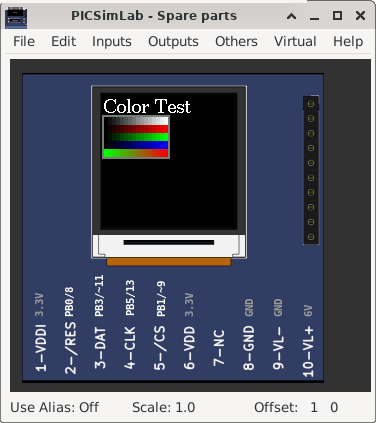 PICSimLab - Spare parts
File Edit Inputs Outputs Others Virtual Help
Color Test
1-VDDI 3.3V
2-/RES PB0/8
3-DAT PB3/~11
4-CLK PB5/13
5-/CS PB1/~9
6-VDD 3.3V
7-NC
8-GND GND
9-VL- GND
10-VL+ 6V
Use Alias: Off Scale: 1.0 Offset: 1 0